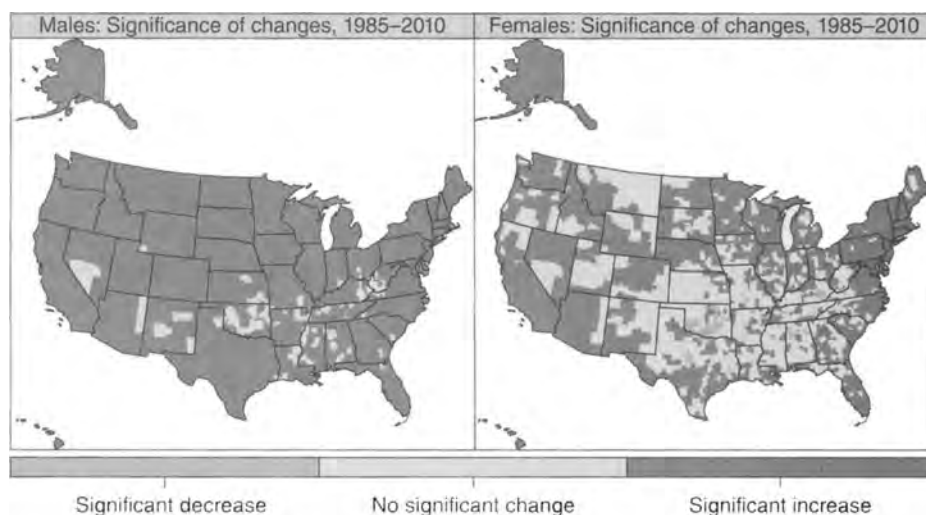 Males: Significance of changes, 1985–2010
Females: Significance of changes, 1985–2010
Significant decrease
No significant change
Significant increase